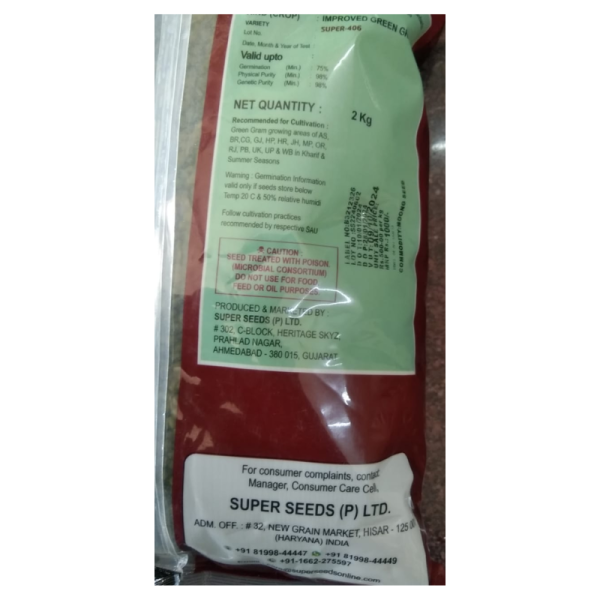 (CROP) : IMPROVED GREEN
VARIETY : SUPER-406
Lot No.
Date, Month & Year of Test
Valid upto :
Germination (Min.) : 75%
Physical Purity (Min.) : 98%
Genetic Purity (Min.) : 98%
NET QUANTITY : 2 Kg
Recommended for Cultivation :
Green Gram growing areas of AS,
BR,CG, GJ, HP, HR, JH, MP, OR,
RJ, PB, UK, UP & WB in Kharif &
Summer Seasons
Warning : Germination Information
valid only if seeds store below
Temp 20 C & 50% relative humidi
Follow cultivation practices
recommended by respective SAU
CAUTION :
SEED TREATED WITH POISON
(MICROBIAL CONSORTIUM)
DO NOT USE FOR FOOD
FEED OR OIL PURPOSES
PRODUCED & MARKETED BY :
SUPER SEEDS (P) LTD.
# 302, C-BLOCK, HERITAGE SKYZ
PRAHLAD NAGAR,
AHMEDABAD - 380 015, GUJARAT
For consumer complaints, contact
Manager, Consumer Care Cell,
SUPER SEEDS (P) LTD.
ADM. OFF. : # 32, NEW GRAIN MARKET, HISAR - 125
(HARYANA) INDIA
+91 81998-44447 +91 81998-44449
+91-1662-275597